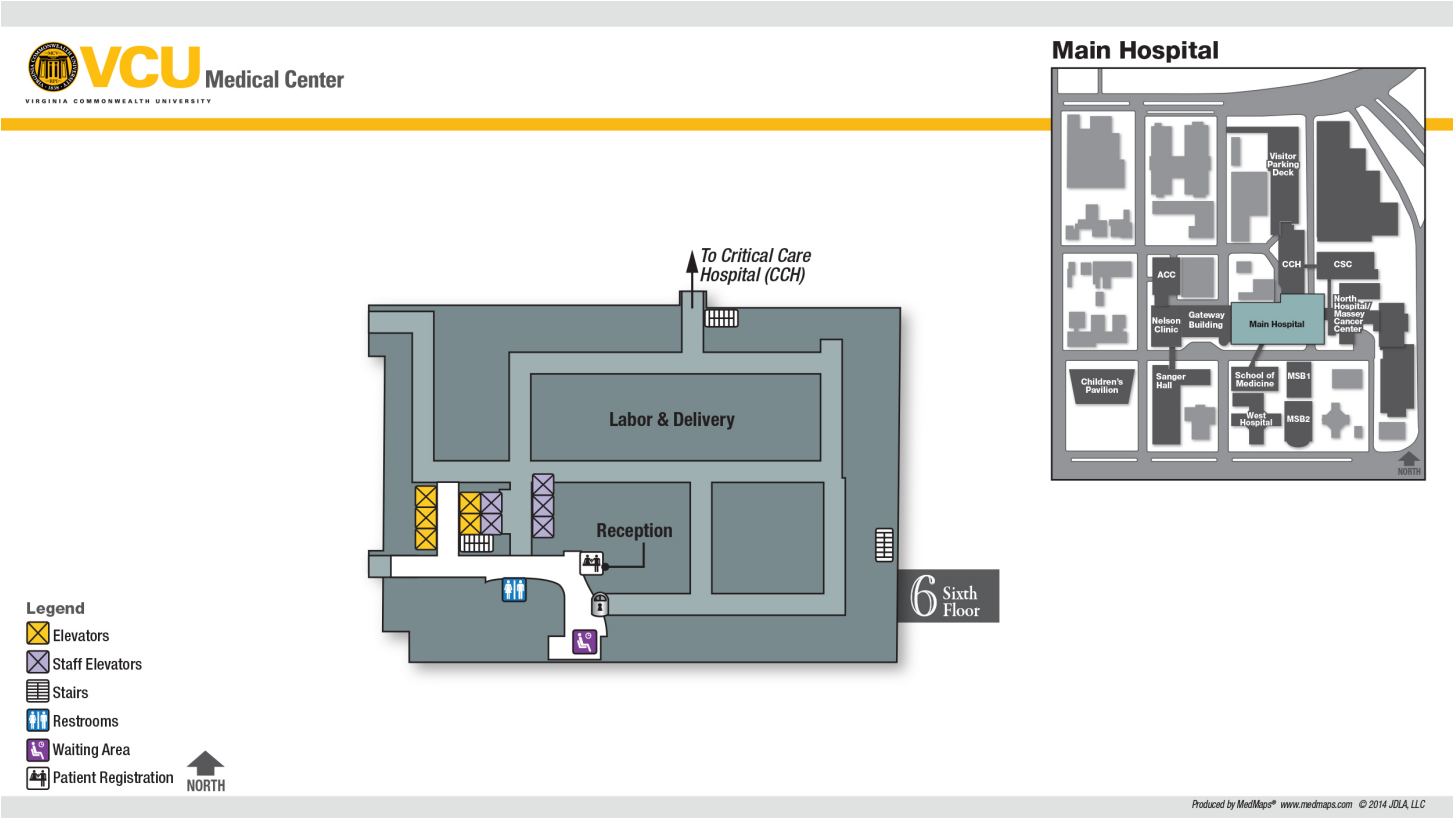 VCU Medical Center
VIRGINIA COMMONWEALTH UNIVERSITY
Main Hospital
Visitor
Parking
Deck
CCH
CSC
ACC
North
Hospital/
Massey
Cancer
Center
Nelson
Clinic
Gateway
Building
Main Hospital
Children's
Pavilion
Sanger
Hall
School of
Medicine
MSB1
West
Hospital
MSB2
NORTH
To Critical Care
Hospital (CCH)
Labor & Delivery
Reception
6 Sixth
Floor
Legend
Elevators
Staff Elevators
Stairs
Restrooms
Waiting Area
Patient Registration
NORTH
Produced by MedMaps® www.medmaps.com © 2014 JDLA, LLC